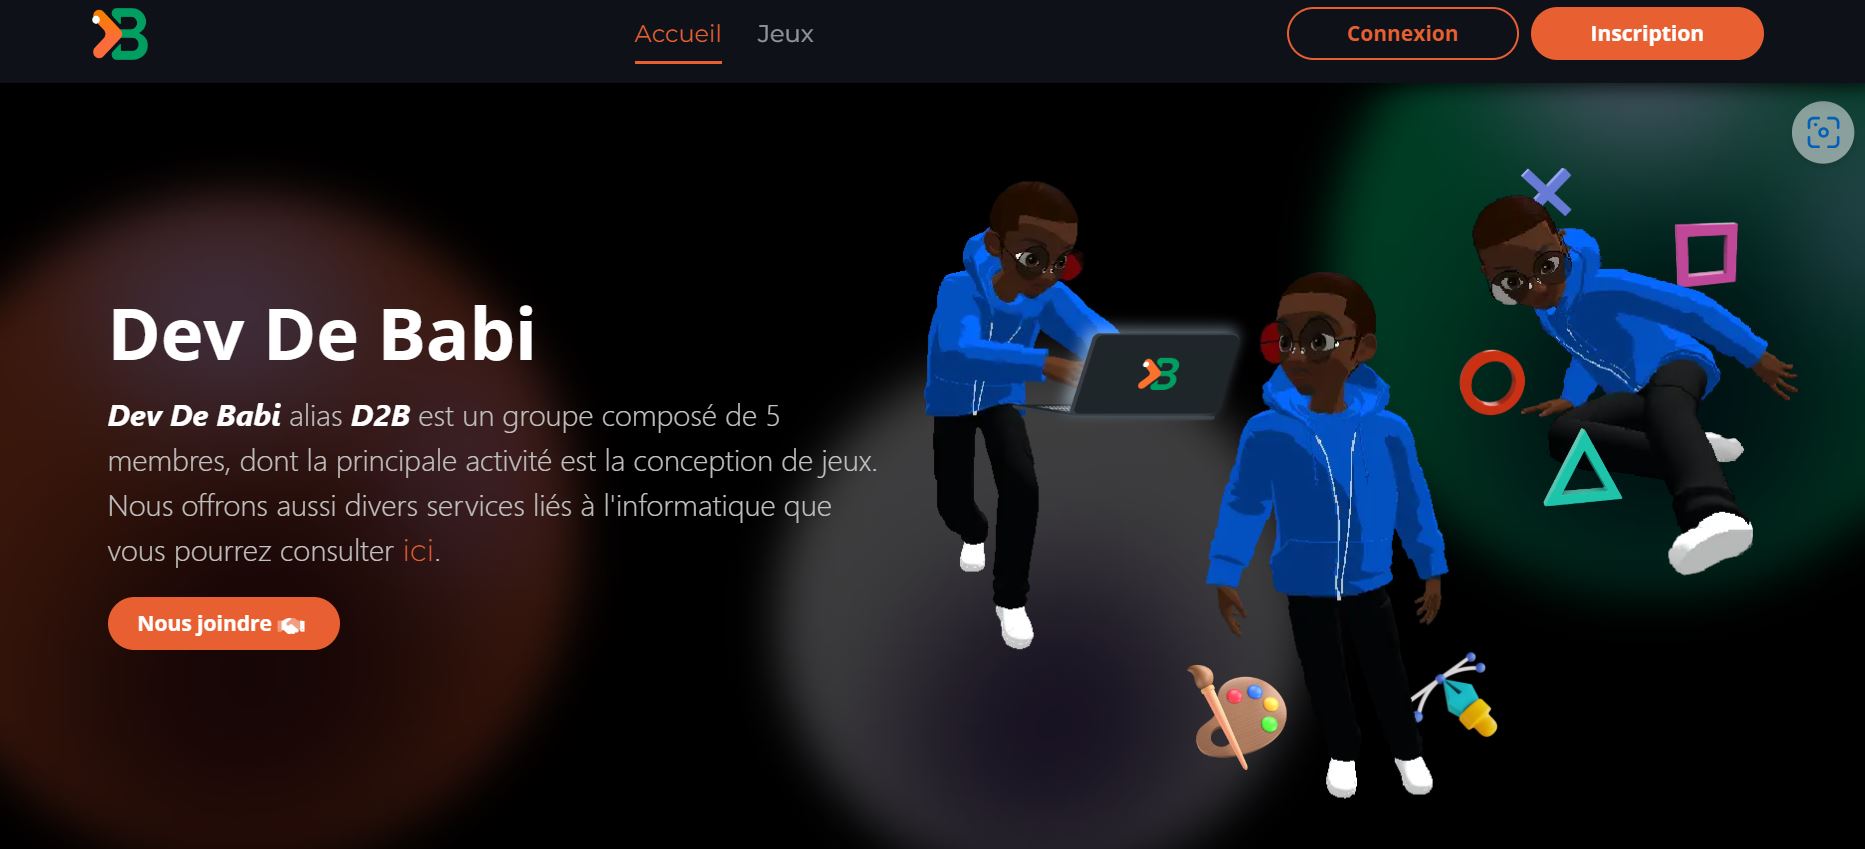 Accueil Jeux Connexion Inscription
Dev De Babi
Dev De Babi alias D2B est un groupe composé de 5
membres, dont la principale activité est la conception de jeux.
Nous offrons aussi divers services liés à l'informatique que
vous pourrez consulter ici.
Nous joindre